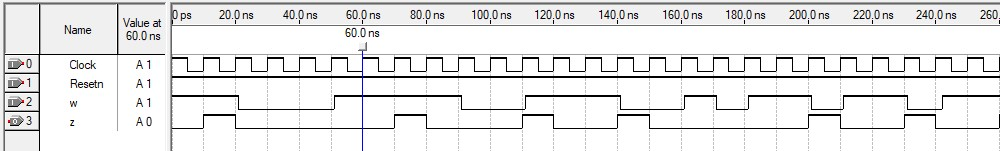 Name
Value at
60.0 ns
0 ps
20.0 ns
40.0 ns
60.0 ns
80.0 ns
100.0 ns
120.0 ns
140.0 ns
160.0 ns
180.0 ns
200.0 ns
220.0 ns
240.0 ns
260.
60.0 ns
0 Clock A 1
1 Resetn A 1
2 w A 1
3 z A 0